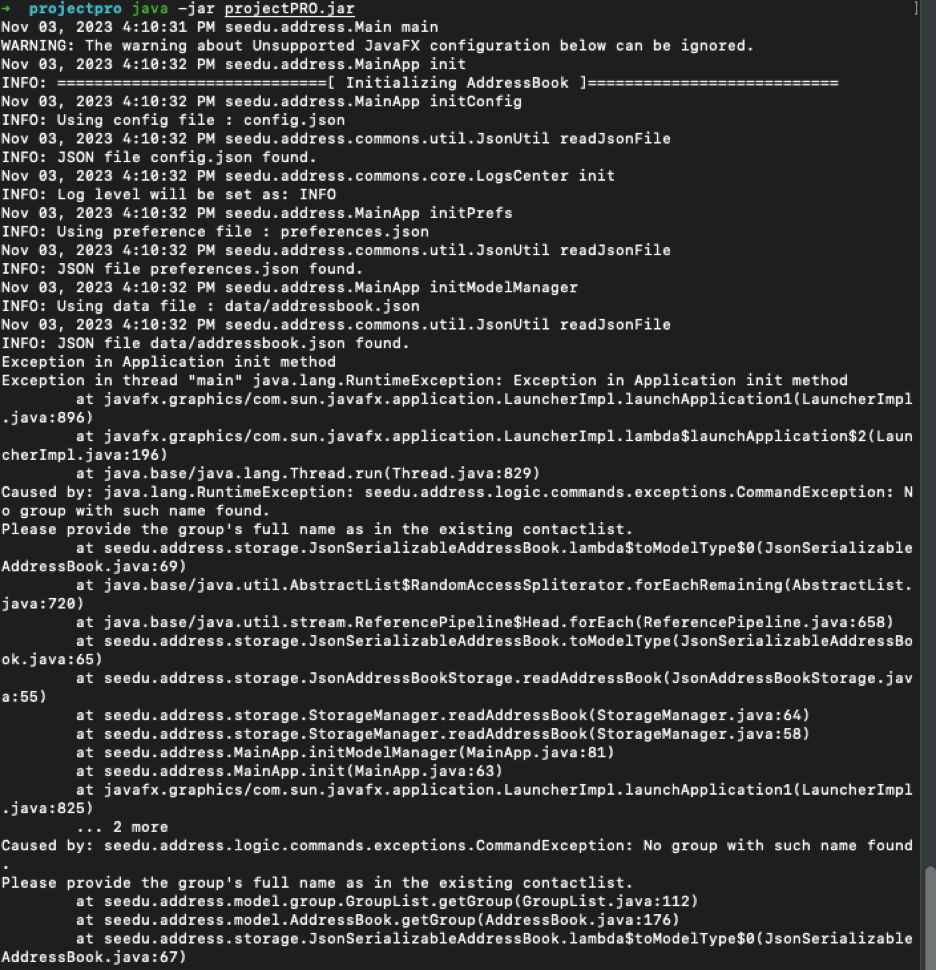 → projectpro java -jar projectPRO.jar ]
Nov 03, 2023 4:10:31 PM seedu.address.Main main
WARNING: The warning about Unsupported JavaFX configuration below can be ignored.
Nov 03, 2023 4:10:32 PM seedu.address.MainApp init
INFO: =============================[ Initializing AddressBook ]===========================
Nov 03, 2023 4:10:32 PM seedu.address.MainApp initConfig
INFO: Using config file : config.json
Nov 03, 2023 4:10:32 PM seedu.address.commons.util.JsonUtil readJsonFile
INFO: JSON file config.json found.
Nov 03, 2023 4:10:32 PM seedu.address.commons.core.LogsCenter init
INFO: Log level will be set as: INFO
Nov 03, 2023 4:10:32 PM seedu.address.MainApp initPrefs
INFO: Using preference file : preferences.json
Nov 03, 2023 4:10:32 PM seedu.address.commons.util.JsonUtil readJsonFile
INFO: JSON file preferences.json found.
Nov 03, 2023 4:10:32 PM seedu.address.MainApp initModelManager
INFO: Using data file : data/addressbook.json
Nov 03, 2023 4:10:32 PM seedu.address.commons.util.JsonUtil readJsonFile
INFO: JSON file data/addressbook.json found.
Exception in Application init method
Exception in thread "main" java.lang.RuntimeException: Exception in Application init method
        at javafx.graphics/com.sun.javafx.application.LauncherImpl.launchApplication1(LauncherImpl
.java:896)
        at javafx.graphics/com.sun.javafx.application.LauncherImpl.lambda$launchApplication$2(Laun
cherImpl.java:196)
        at java.base/java.lang.Thread.run(Thread.java:829)
Caused by: java.lang.RuntimeException: seedu.address.logic.commands.exceptions.CommandException: N
o group with such name found.
Please provide the group's full name as in the existing contactlist.
        at seedu.address.storage.JsonSerializableAddressBook.lambda$toModelType$0(JsonSerializable
AddressBook.java:69)
        at java.base/java.util.AbstractList$RandomAccessSpliterator.forEachRemaining(AbstractList.
java:720)
        at java.base/java.util.stream.ReferencePipeline$Head.forEach(ReferencePipeline.java:658)
        at seedu.address.storage.JsonSerializableAddressBook.toModelType(JsonSerializableAddressBo
ok.java:65)
        at seedu.address.storage.JsonAddressBookStorage.readAddressBook(JsonAddressBookStorage.jav
a:55)
        at seedu.address.storage.StorageManager.readAddressBook(StorageManager.java:64)
        at seedu.address.storage.StorageManager.readAddressBook(StorageManager.java:58)
        at seedu.address.MainApp.initModelManager(MainApp.java:81)
        at seedu.address.MainApp.init(MainApp.java:63)
        at javafx.graphics/com.sun.javafx.application.LauncherImpl.launchApplication1(LauncherImpl
.java:825)
        ... 2 more
Caused by: seedu.address.logic.commands.exceptions.CommandException: No group with such name found
.
Please provide the group's full name as in the existing contactlist.
        at seedu.address.model.group.GroupList.getGroup(GroupList.java:112)
        at seedu.address.model.AddressBook.getGroup(AddressBook.java:176)
        at seedu.address.storage.JsonSerializableAddressBook.lambda$toModelType$0(JsonSerializable
AddressBook.java:67)